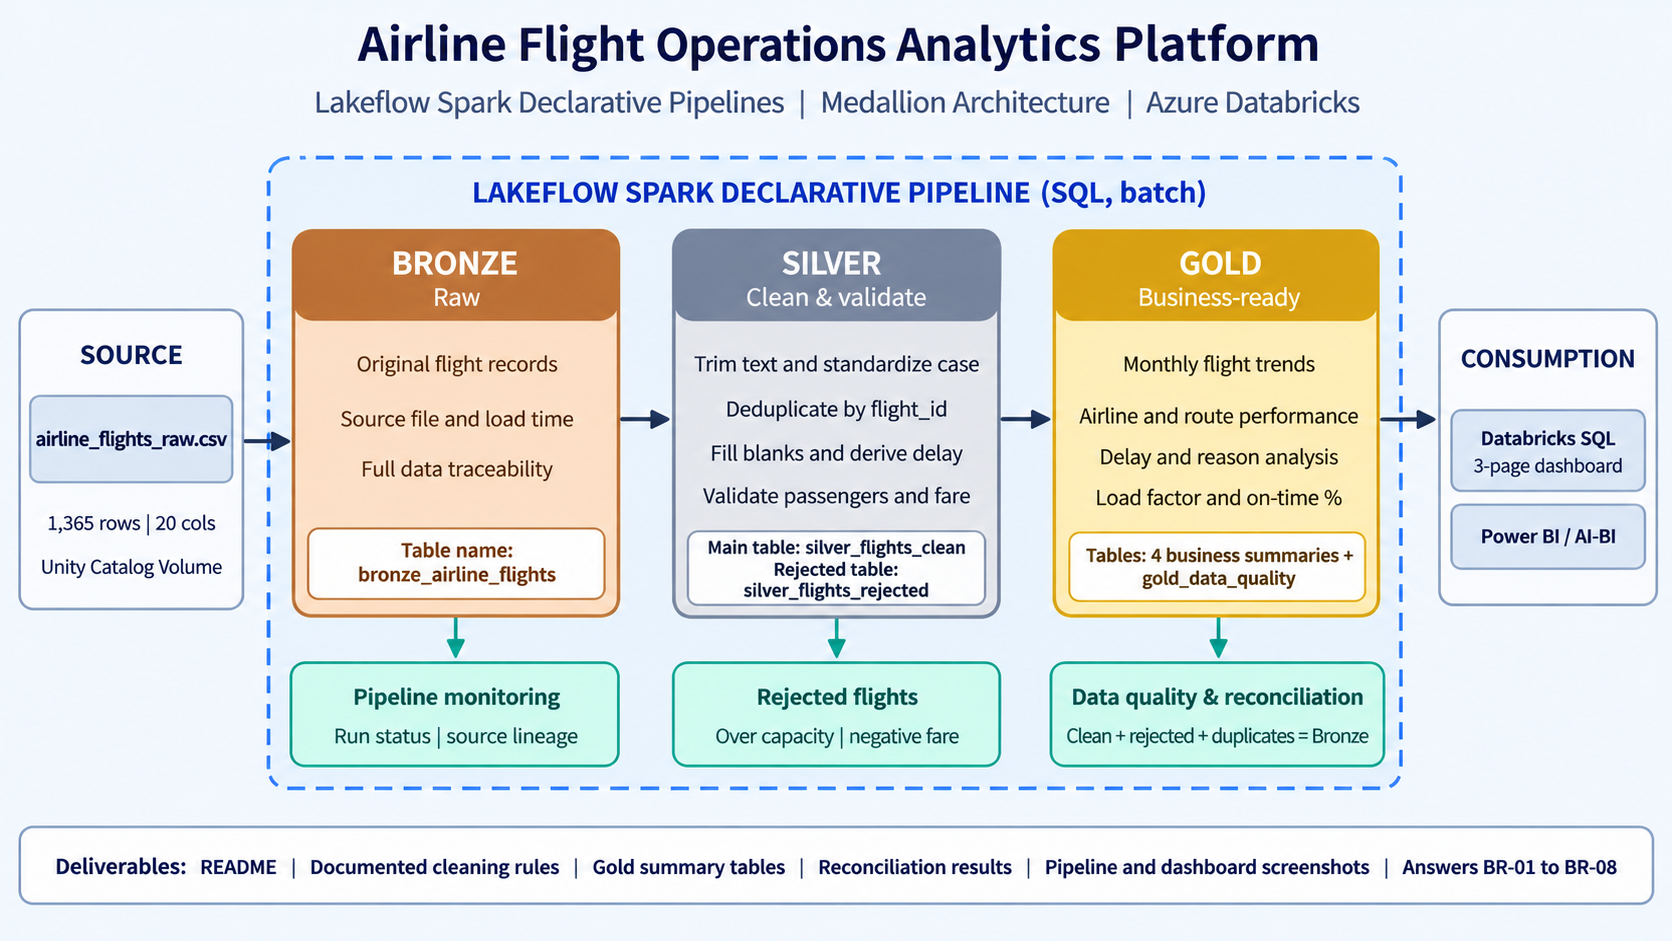 Airline Flight Operations Analytics Platform
Lakeflow Spark Declarative Pipelines | Medallion Architecture | Azure Databricks
LAKEFLOW SPARK DECLARATIVE PIPELINE (SQL, batch)
SOURCE
airline_flights_raw.csv
1,365 rows | 20 cols
Unity Catalog Volume
BRONZE
Raw
Original flight records
Source file and load time
Full data traceability
Table name:
bronze_airline_flights
Pipeline monitoring
Run status | source lineage
SILVER
Clean & validate
Trim text and standardize case
Deduplicate by flight_id
Fill blanks and derive delay
Validate passengers and fare
Main table: silver_flights_clean
Rejected table:
silver_flights_rejected
Rejected flights
Over capacity | negative fare
GOLD
Business-ready
Monthly flight trends
Airline and route performance
Delay and reason analysis
Load factor and on-time %
Tables: 4 business summaries +
gold_data_quality
Data quality & reconciliation
Clean + rejected + duplicates = Bronze
CONSUMPTION
Databricks SQL
3-page dashboard
Power BI / AI-BI
Deliverables: README | Documented cleaning rules | Gold summary tables | Reconciliation results | Pipeline and dashboard screenshots | Answers BR-01 to BR-08